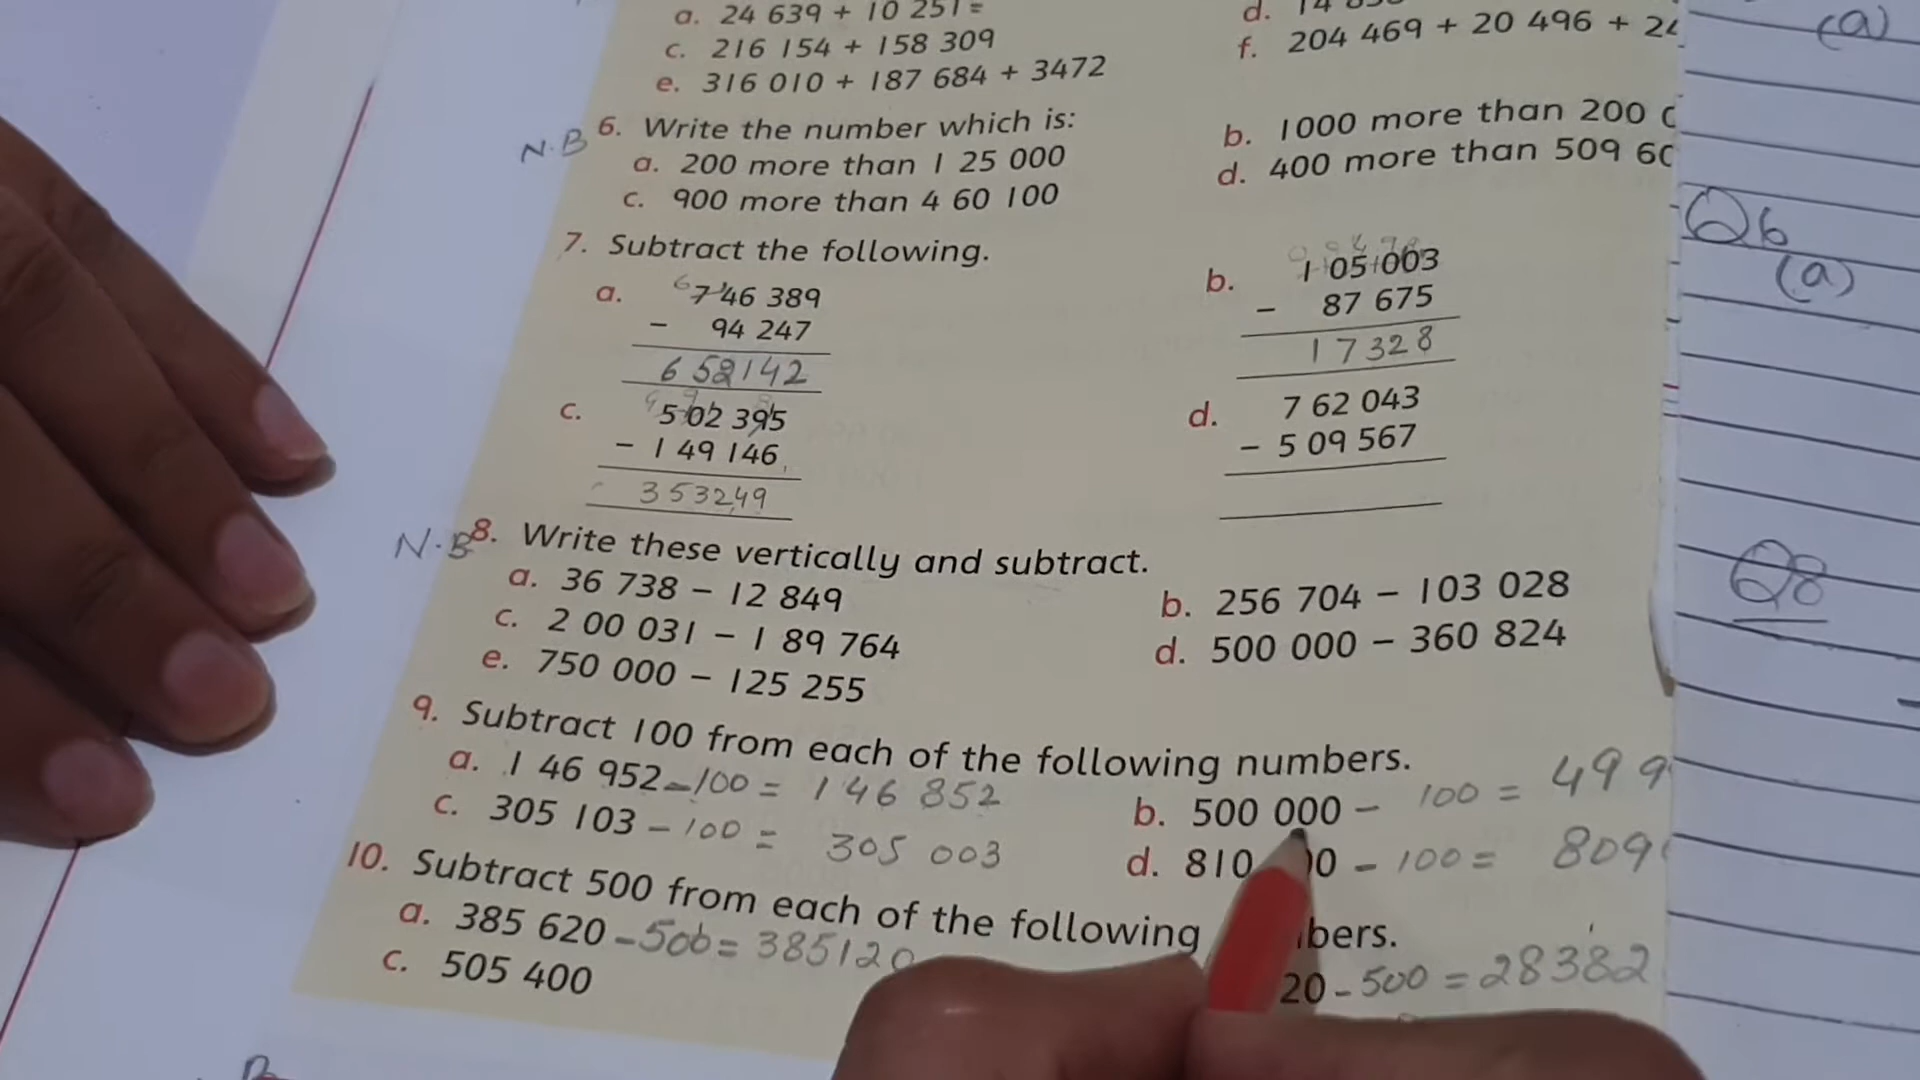 a. 24 639 + 10 251 =
d.
c. 216 154 + 158 309
f. 204 469 + 20 496 +
e. 316 010 + 187 684 + 3472
N.B 6. Write the number which is:
a. 200 more than 1 25 000
b. 1000 more than 200
c. 900 more than 4 60 100
d. 400 more than 509
7. Subtract the following.
a. 746 389
- 94 247
652142
b. 1 05 003
- 87 675
17328
c. 5 02 395
- 1 49 146
353249
d. 7 62 043
- 5 09 567
N.B 8. Write these vertically and subtract.
a. 36 738 - 12 849
b. 256 704 - 103 028
c. 2 00 031 - 1 89 764
d. 500 000 - 360 824
e. 750 000 - 125 255
9. Subtract 100 from each of the following numbers.
a. 1 46 952 - 100 = 146 852
b. 500 000 - 100 = 499
c. 305 103 - 100 = 305 003
d. 810 - 100 = 809
10. Subtract 500 from each of the following
a. 385 620 - 500 = 385120
20 - 500 = 28382
c. 505 400
(a)
Q6
(a)
Q8